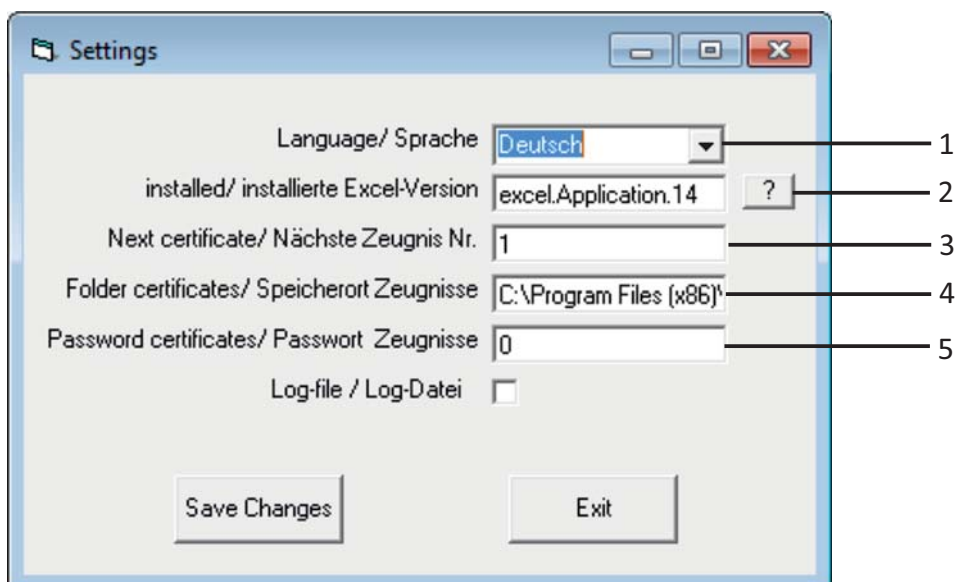 Settings
Language/ Sprache Deutsch 1
installed/ installierte Excel-Version excel.Application.14 ? 2
Next certificate/ Nächste Zeugnis Nr. 1 3
Folder certificates/ Speicherort Zeugnisse C:\Program Files (x86)\ 4
Password certificates/ Passwort Zeugnisse 0 5
Log-file / Log-Datei
Save Changes Exit